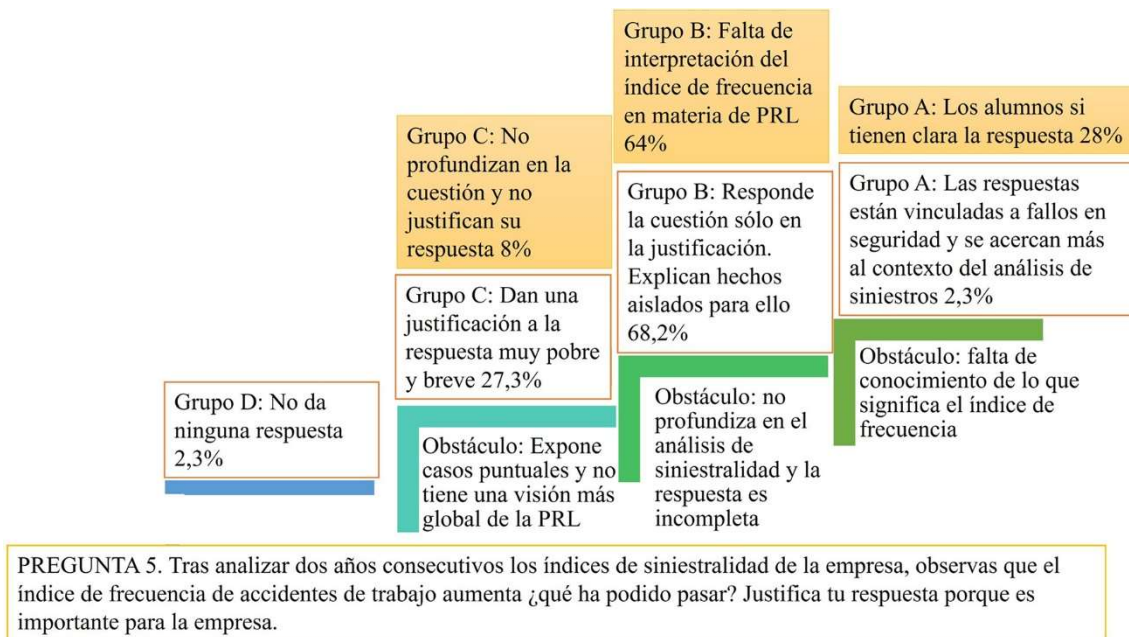 Grupo B: Falta de
interpretación del
índice de frecuencia
en materia de PRL
64%
Grupo A: Los alumnos si
tienen clara la respuesta 28%
Grupo C: No
profundizan en la
cuestión y no
justifican su
respuesta 8%
Grupo A: Las respuestas
están vinculadas a fallos en
seguridad y se acercan más
al contexto del análisis de
siniestros 2,3%
Grupo B: Responde
la cuestión sólo en
la justificación.
Explican hechos
aislados para ello
68,2%
Grupo C: Dan una
justificación a la
respuesta muy pobre
y breve 27,3%
Grupo D: No da
ninguna respuesta
2,3%
Obstáculo: falta de
conocimiento de lo que
significa el índice de
frecuencia
Obstáculo: no
profundiza en el
análisis de
siniestralidad y la
respuesta es
incompleta
Obstáculo: Expone
casos puntuales y no
tiene una visión más
global de la PRL
PREGUNTA 5. Tras analizar dos años consecutivos los índices de siniestralidad de la empresa, observas que el
índice de frecuencia de accidentes de trabajo aumenta ¿qué ha podido pasar? Justifica tu respuesta porque es
importante para la empresa.